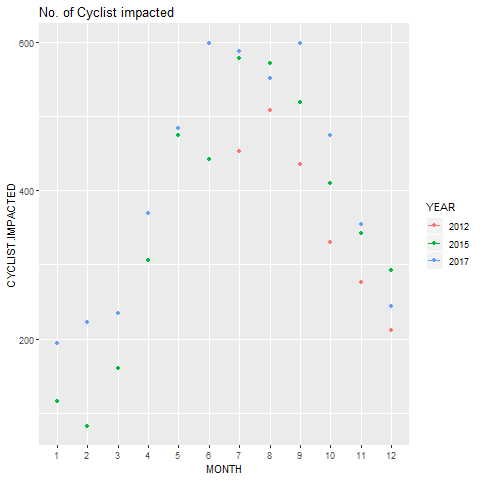 No. of Cyclist impacted
600
400
200
CYCLIST IMPACTED
1 2 3 4 5 6 7 8 9 10 11 12
MONTH
YEAR
2012
2015
2017